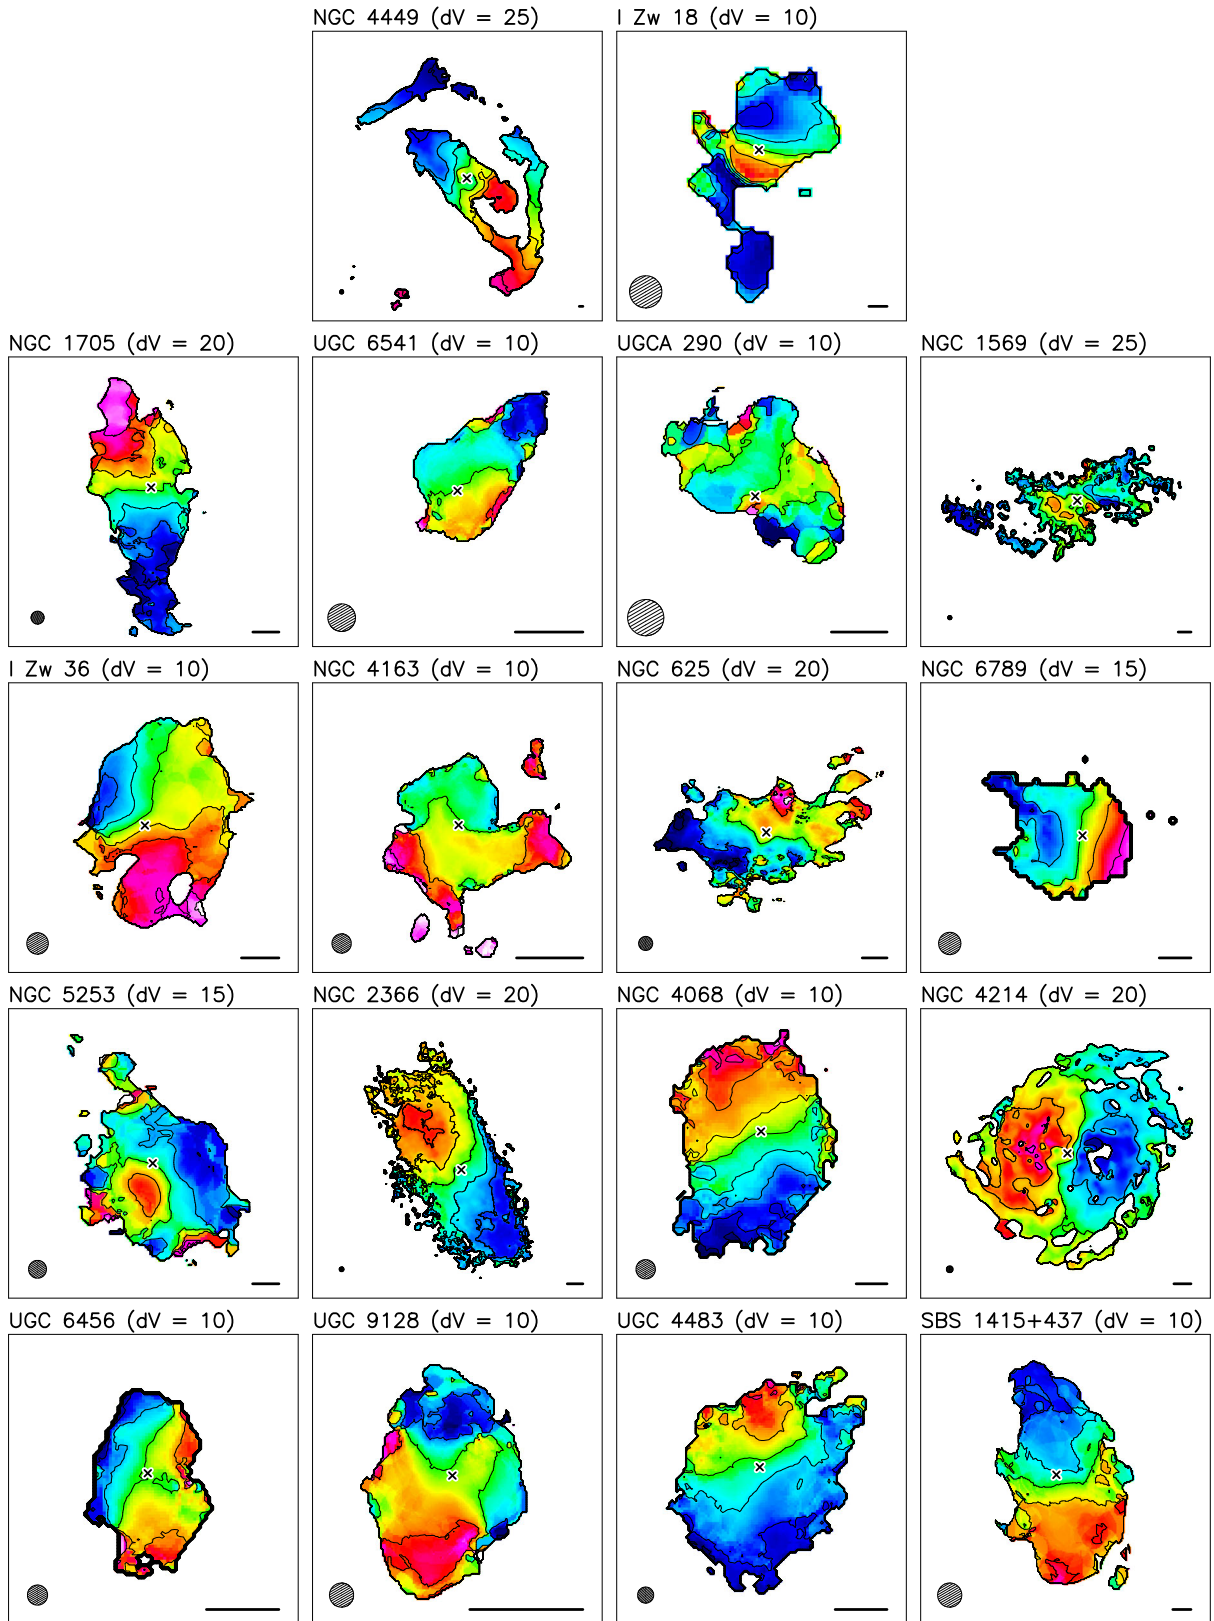 NGC 4449 (dV = 25)
I Zw 18 (dV = 10)
NGC 1705 (dV = 20)
UGC 6541 (dV = 10)
UGCA 290 (dV = 10)
NGC 1569 (dV = 25)
I Zw 36 (dV = 10)
NGC 4163 (dV = 10)
NGC 625 (dV = 20)
NGC 6789 (dV = 15)
NGC 5253 (dV = 15)
NGC 2366 (dV = 20)
NGC 4068 (dV = 10)
NGC 4214 (dV = 20)
UGC 6456 (dV = 10)
UGC 9128 (dV = 10)
UGC 4483 (dV = 10)
SBS 1415+437 (dV = 10)